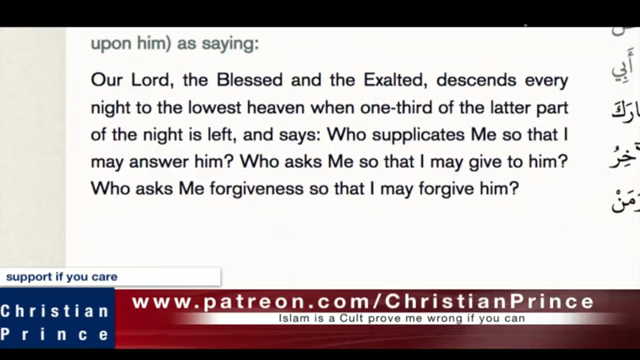 upon him) as saying:
Our Lord, the Blessed and the Exalted, descends every
night to the lowest heaven when one-third of the latter part
of the night is left, and says: Who supplicates Me so that I
may answer him? Who asks Me so that I may give to him?
Who asks Me forgiveness so that I may forgive him?
أَبِي
support if you care
Christian
Prince
www.patreon.com/ChristianPrince
Islam is a Cult prove me wrong if you can